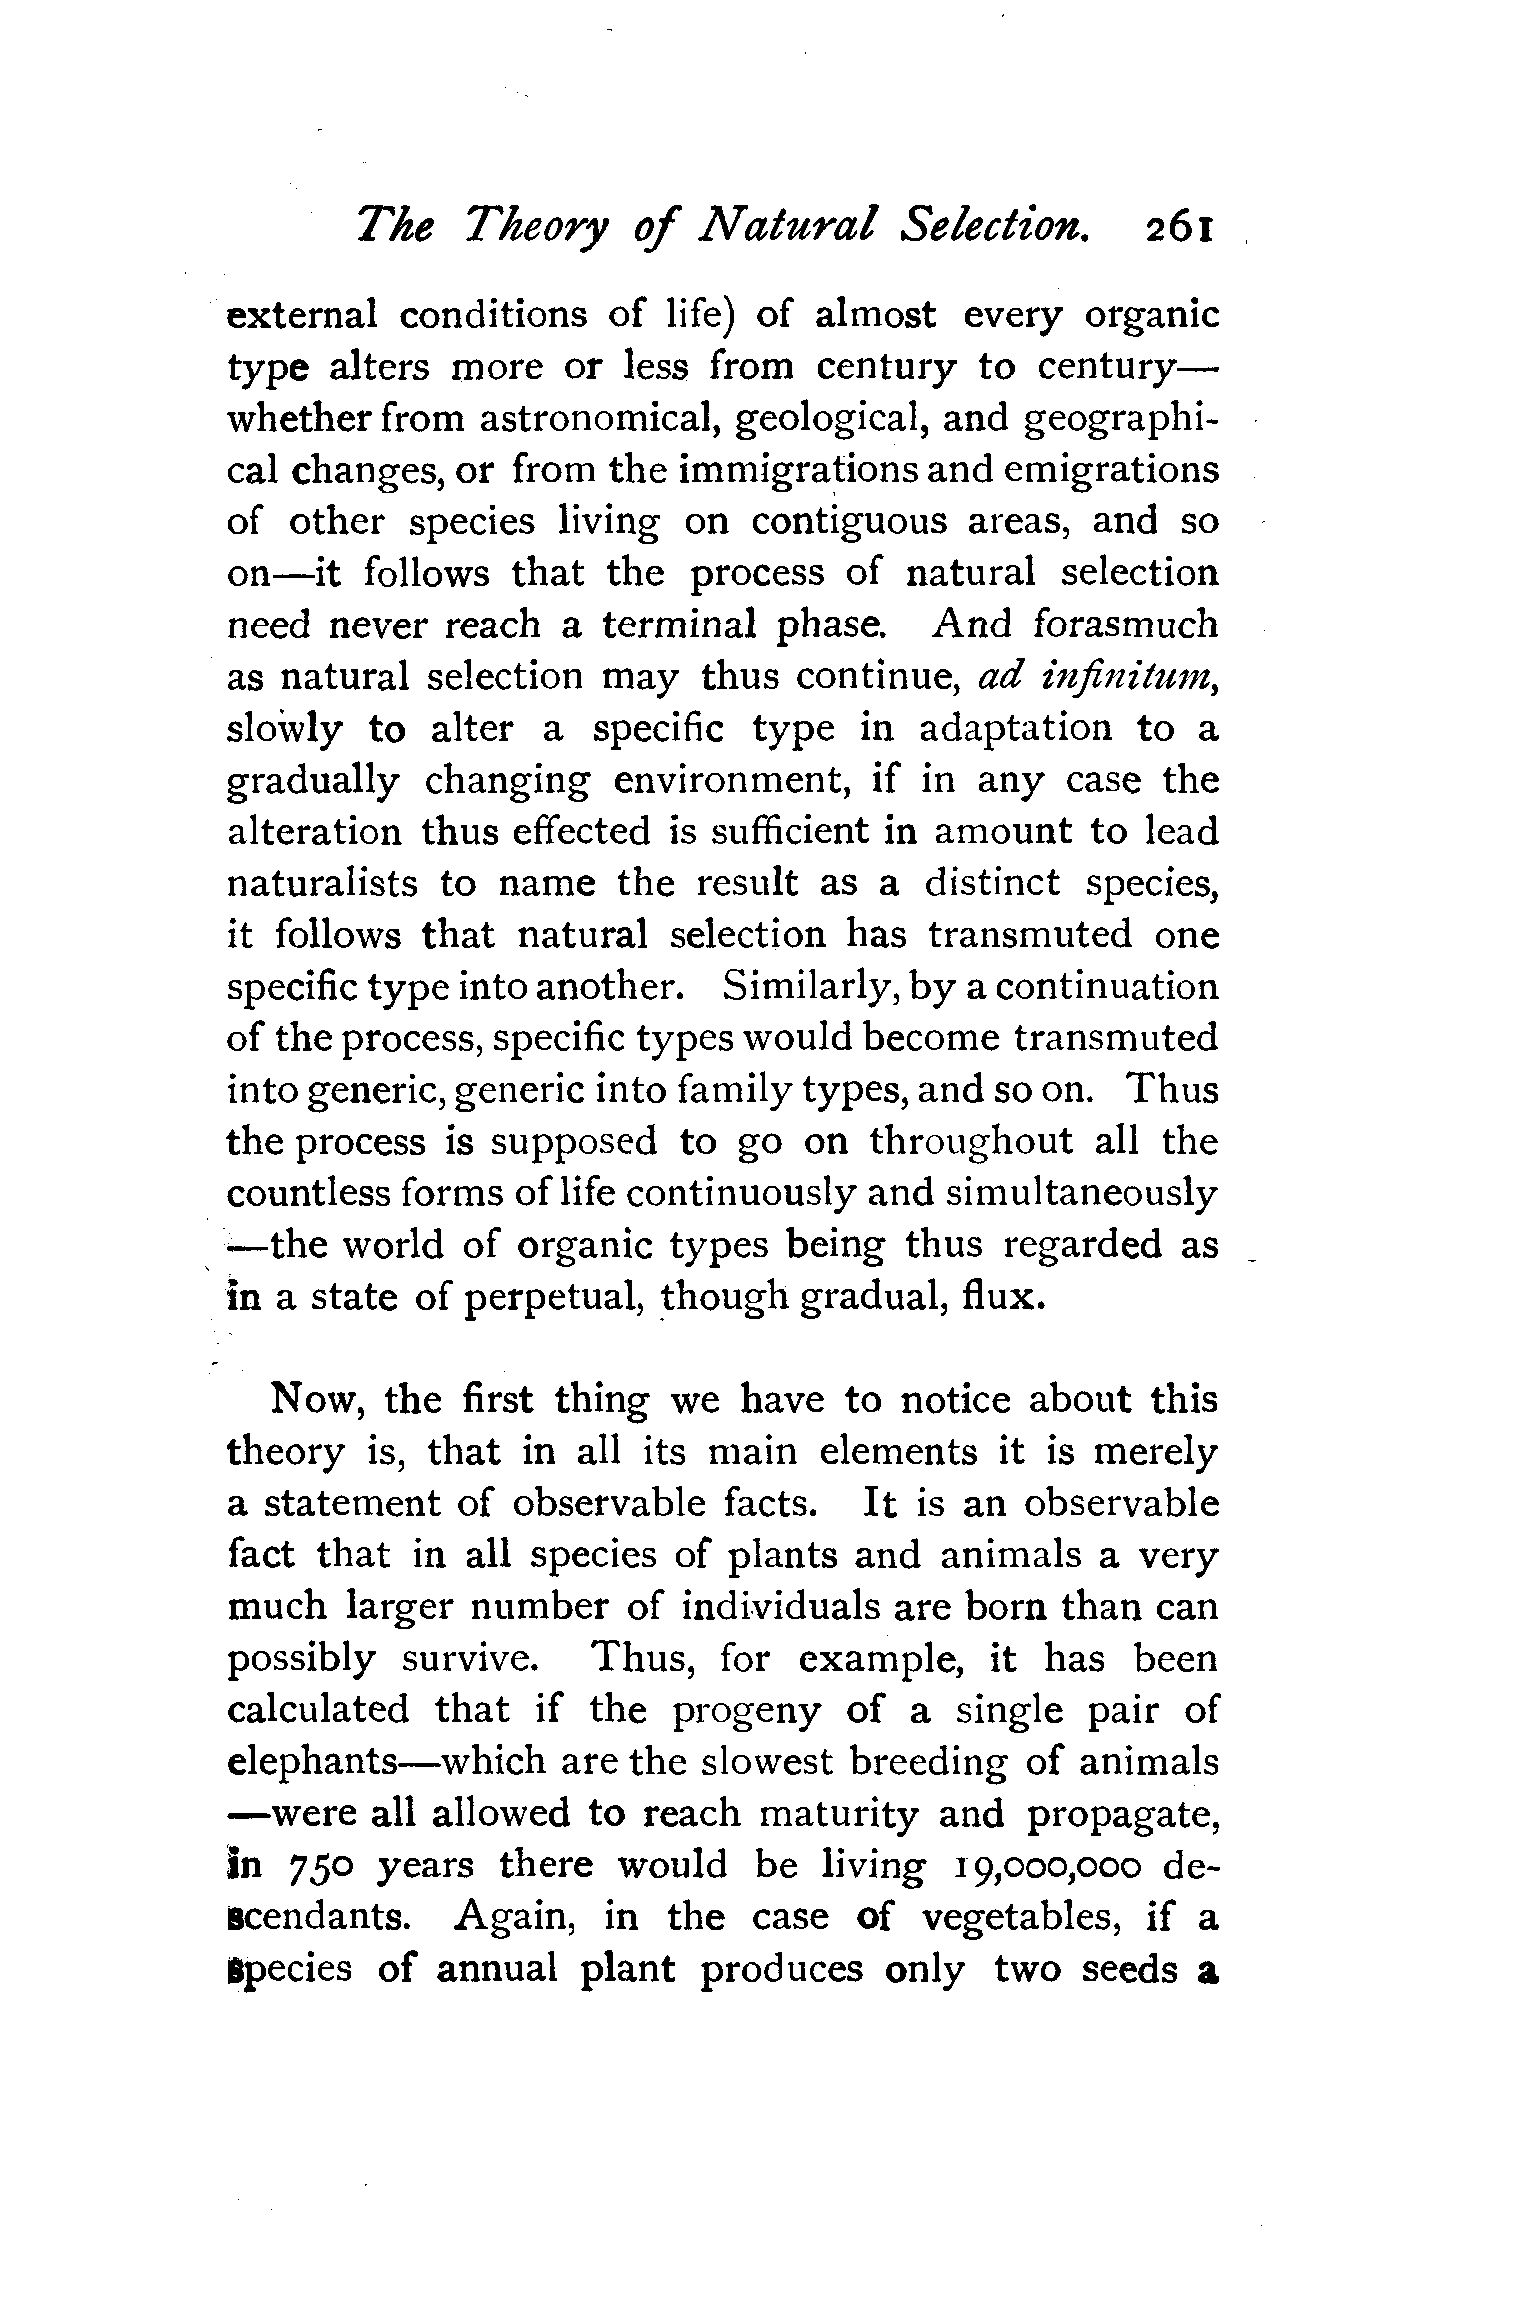 The Theory of Natural Selection. 261
external conditions of life) of almost every organic
type alters more or less from century to century—
whether from astronomical, geological, and geographi-
cal changes, or from the immigrations and emigrations
of other species living on contiguous areas, and so
on—it follows that the process of natural selection
need never reach a terminal phase. And forasmuch
as natural selection may thus continue, ad infinitum,
slowly to alter a specific type in adaptation to a
gradually changing environment, if in any case the
alteration thus effected is sufficient in amount to lead
naturalists to name the result as a distinct species,
it follows that natural selection has transmuted one
specific type into another. Similarly, by a continuation
of the process, specific types would become transmuted
into generic, generic into family types, and so on. Thus
the process is supposed to go on throughout all the
countless forms of life continuously and simultaneously
—the world of organic types being thus regarded as
in a state of perpetual, though gradual, flux.
Now, the first thing we have to notice about this
theory is, that in all its main elements it is merely
a statement of observable facts. It is an observable
fact that in all species of plants and animals a very
much larger number of individuals are born than can
possibly survive. Thus, for example, it has been
calculated that if the progeny of a single pair of
elephants—which are the slowest breeding of animals
—were all allowed to reach maturity and propagate,
in 750 years there would be living 19,000,000 de-
scendants. Again, in the case of vegetables, if a
species of annual plant produces only two seeds a